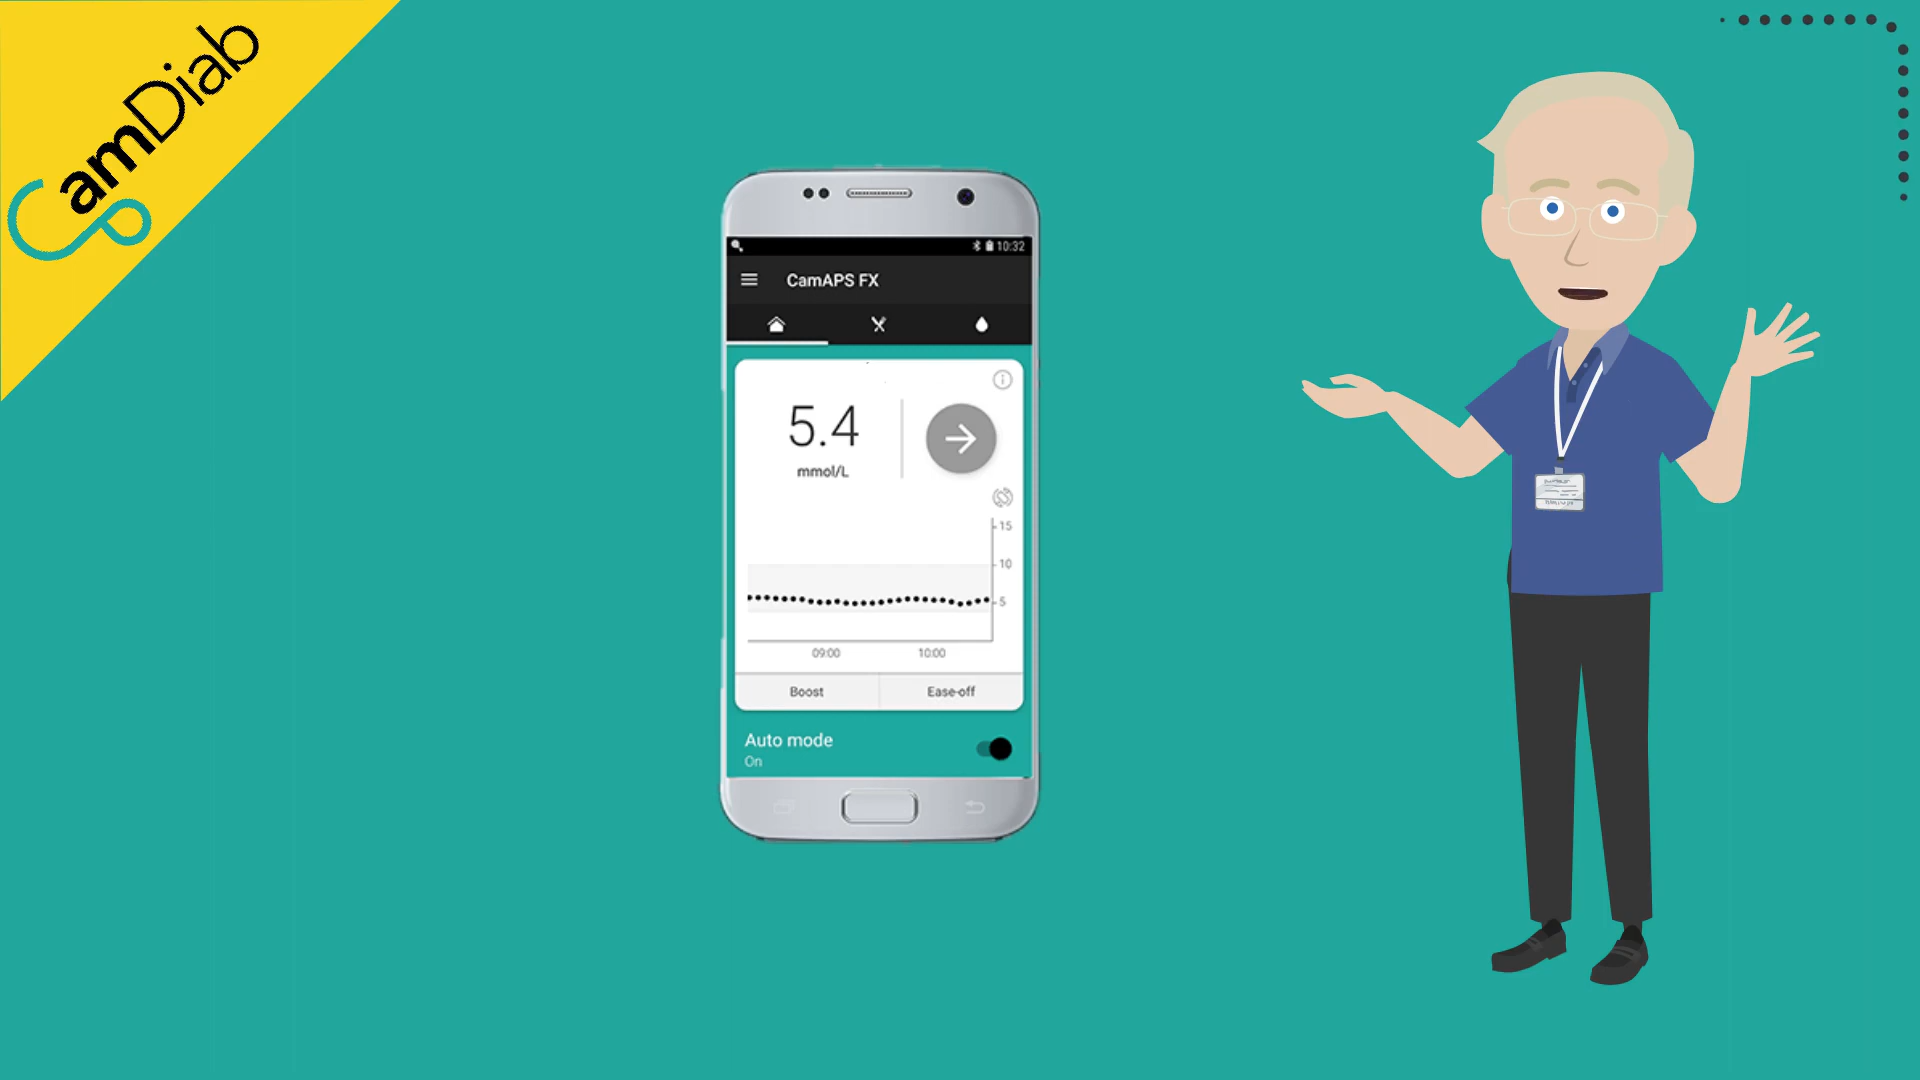 CamDiab
10:32
CamAPS FX
5.4
mmol/L
15
10
5
09:00
10:00
Boost
Ease-off
Auto mode
On